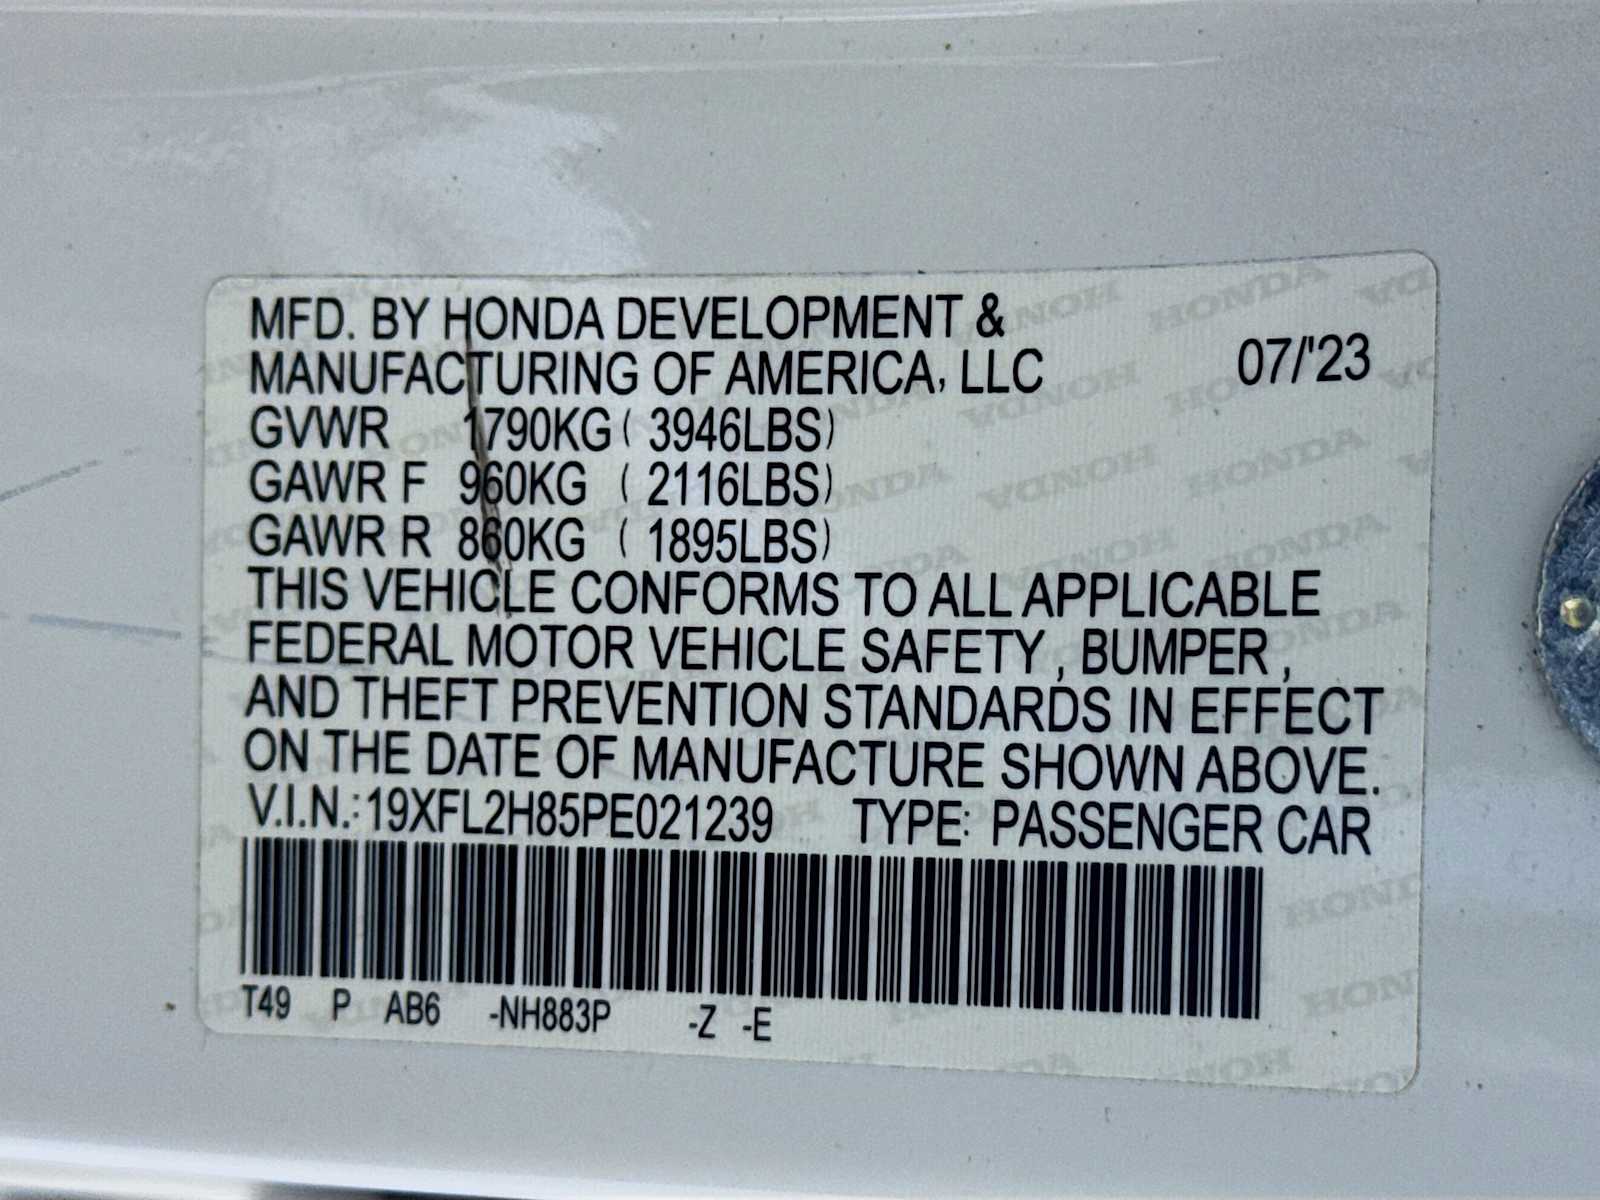 MFD. BY HONDA DEVELOPMENT &
MANUFACTURING OF AMERICA, LLC 07/'23
GVWR 1790KG ( 3946LBS)
GAWR F 960KG ( 2116LBS)
GAWR R 860KG ( 1895LBS)
THIS VEHICLE CONFORMS TO ALL APPLICABLE
FEDERAL MOTOR VEHICLE SAFETY , BUMPER ,
AND THEFT PREVENTION STANDARDS IN EFFECT
ON THE DATE OF MANUFACTURE SHOWN ABOVE.
V.I.N.: 19XFL2H85PE021239 TYPE: PASSENGER CAR
T49 P AB6 -NH883P -Z -E